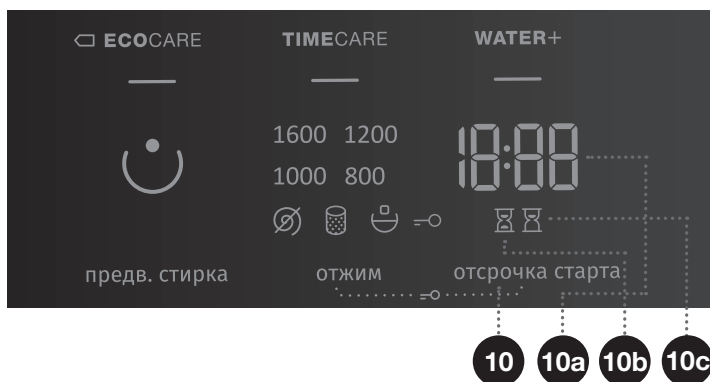 ECOCARE TIMECARE WATER+
1600 1200 18:88
1000 800
предв. стирка отжим отсрочка старта
10 10a 10b 10c